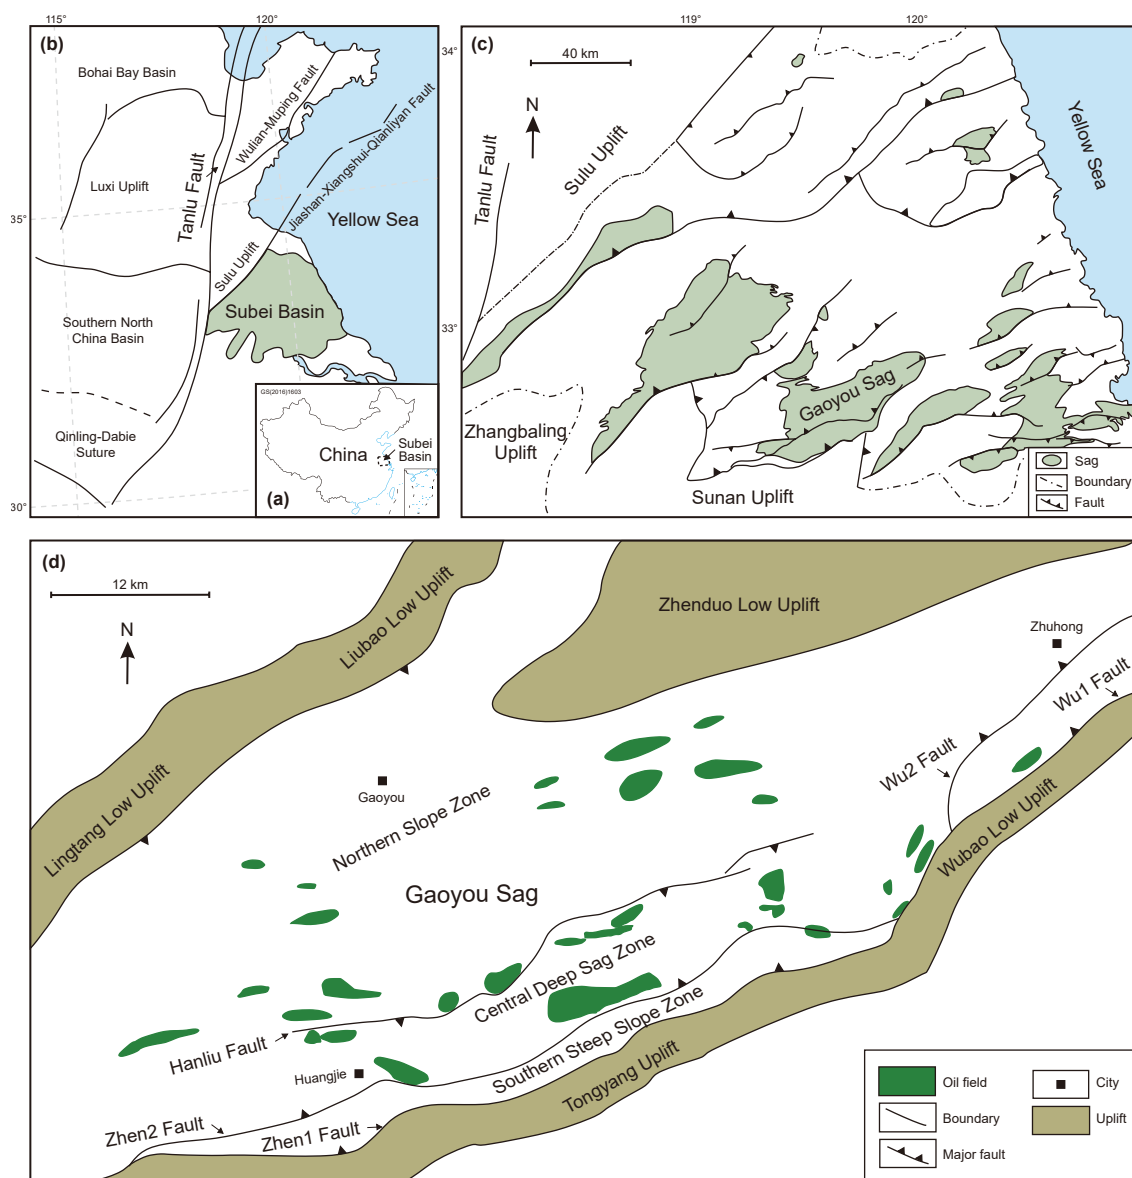 115°
120°
(b)
Bohai Bay Basin
Wulian-Muping Fault
Jiashan-Xiangshui-Qianliyan Fault
Luxi Uplift
Tanlu Fault
35°
Yellow Sea
Sulu Uplift
Subei Basin
Southern North
China Basin
Qinling-Dabie
Suture
30°
GS(2016)1603
China
Subei
Basin
(a)
119°
120°
34°
(c)
40 km
N
Yellow Sea
Sulu Uplift
Tanlu Fault
33°
Gaoyou Sag
Zhangbaling
Uplift
Sunan Uplift
Sag
Boundary
Fault
(d)
12 km
N
Liubao Low Uplift
Zhenduo Low Uplift
Zhuhong
Wu1 Fault
Wu2 Fault
Gaoyou
Lingtang Low Uplift
Northern Slope Zone
Wubao Low Uplift
Gaoyou Sag
Central Deep Sag Zone
Hanliu Fault
Southern Steep Slope Zone
Huangjie
Tongyang Uplift
Zhen2 Fault
Zhen1 Fault
Oil field
City
Boundary
Uplift
Major fault